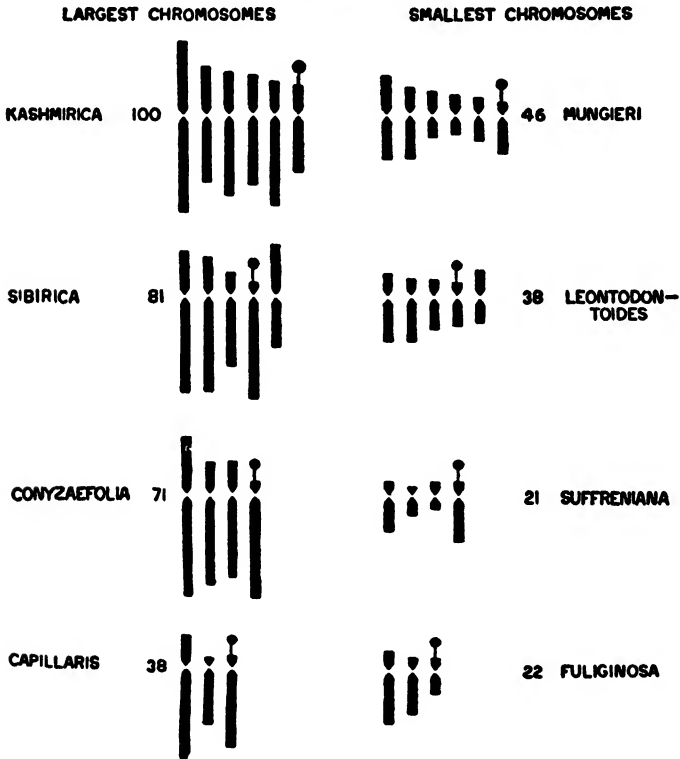 LARGEST CHROMOSOMES SMALLEST CHROMOSOMES
KASHMIRICA 100 46 MUNGIERI
SIBIRICA 81 38 LEONTODON-
TOIDES
CONYZAEFOLIA 71 21 SUFFRENIANA
CAPILLARIS 38 22 FULIGINOSA